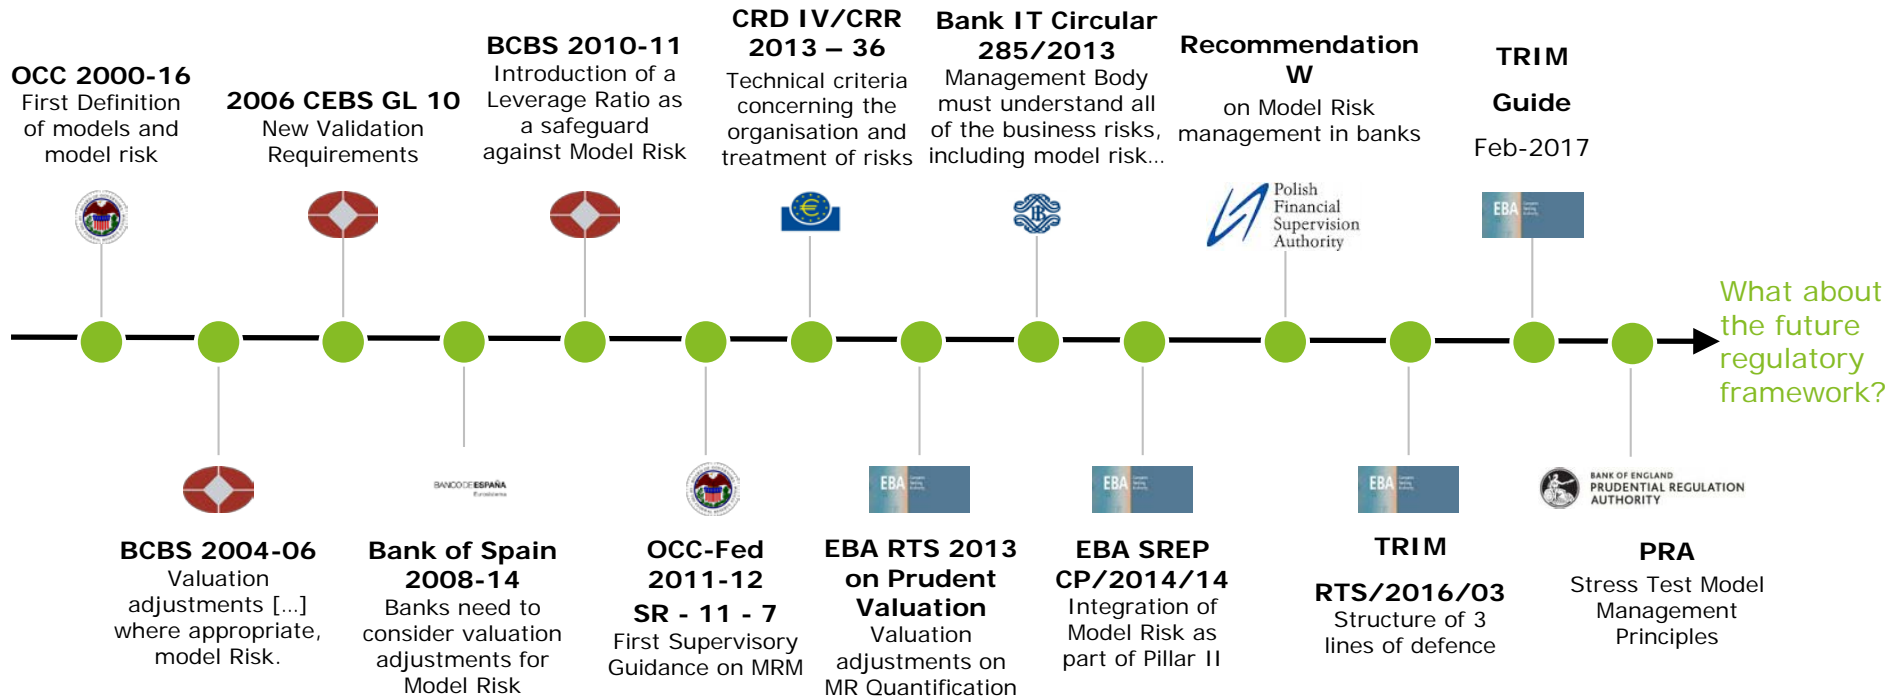 OCC 2000-16
First Definition
of models and
model risk
2006 CEBS GL 10
New Validation
Requirements
BCBS 2010-11
Introduction of a
Leverage Ratio as
a safeguard
against Model Risk
CRD IV/CRR
2013 – 36
Technical criteria
concerning the
organisation and
treatment of risks
Bank IT Circular
285/2013
Management Body
must understand all
of the business risks,
including model risk...
Recommendation
W
on Model Risk
management in banks
TRIM
Guide
Feb-2017
Polish
Financial
Supervision
Authority
EBA
What about
the future
regulatory
framework?
BANCO DE ESPAÑA
Eurosistema
EBA
EBA
EBA
BANK OF ENGLAND
PRUDENTIAL REGULATION
AUTHORITY
BCBS 2004-06
Valuation
adjustments [...]
where appropriate,
model Risk.
Bank of Spain
2008-14
Banks need to
consider valuation
adjustments for
Model Risk
OCC-Fed
2011-12
SR - 11 - 7
First Supervisory
Guidance on MRM
EBA RTS 2013
on Prudent
Valuation
Valuation
adjustments on
MR Quantification
EBA SREP
CP/2014/14
Integration of
Model Risk as
part of Pillar II
TRIM
RTS/2016/03
Structure of 3
lines of defence
PRA
Stress Test Model
Management
Principles